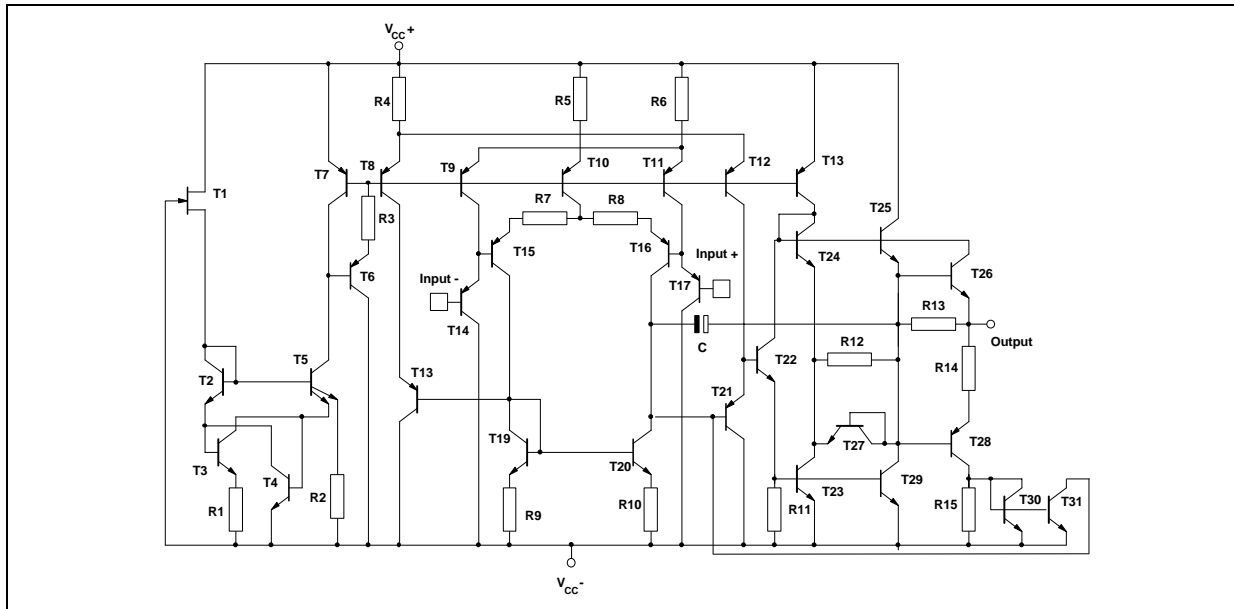 VCC+
R4
R5
R6
T7
T8
T9
T10
T11
T12
T13
T1
R3
R7
R8
T25
T6
T15
T16
Input +
T24
T26
Input -
T14
T17
R13
Output
C
R12
R14
T2
T5
T13
T21
T22
T27
T28
T3
T4
R2
T19
T20
T23
T29
R1
R9
R10
R11
R15
T30
T31
VCC-